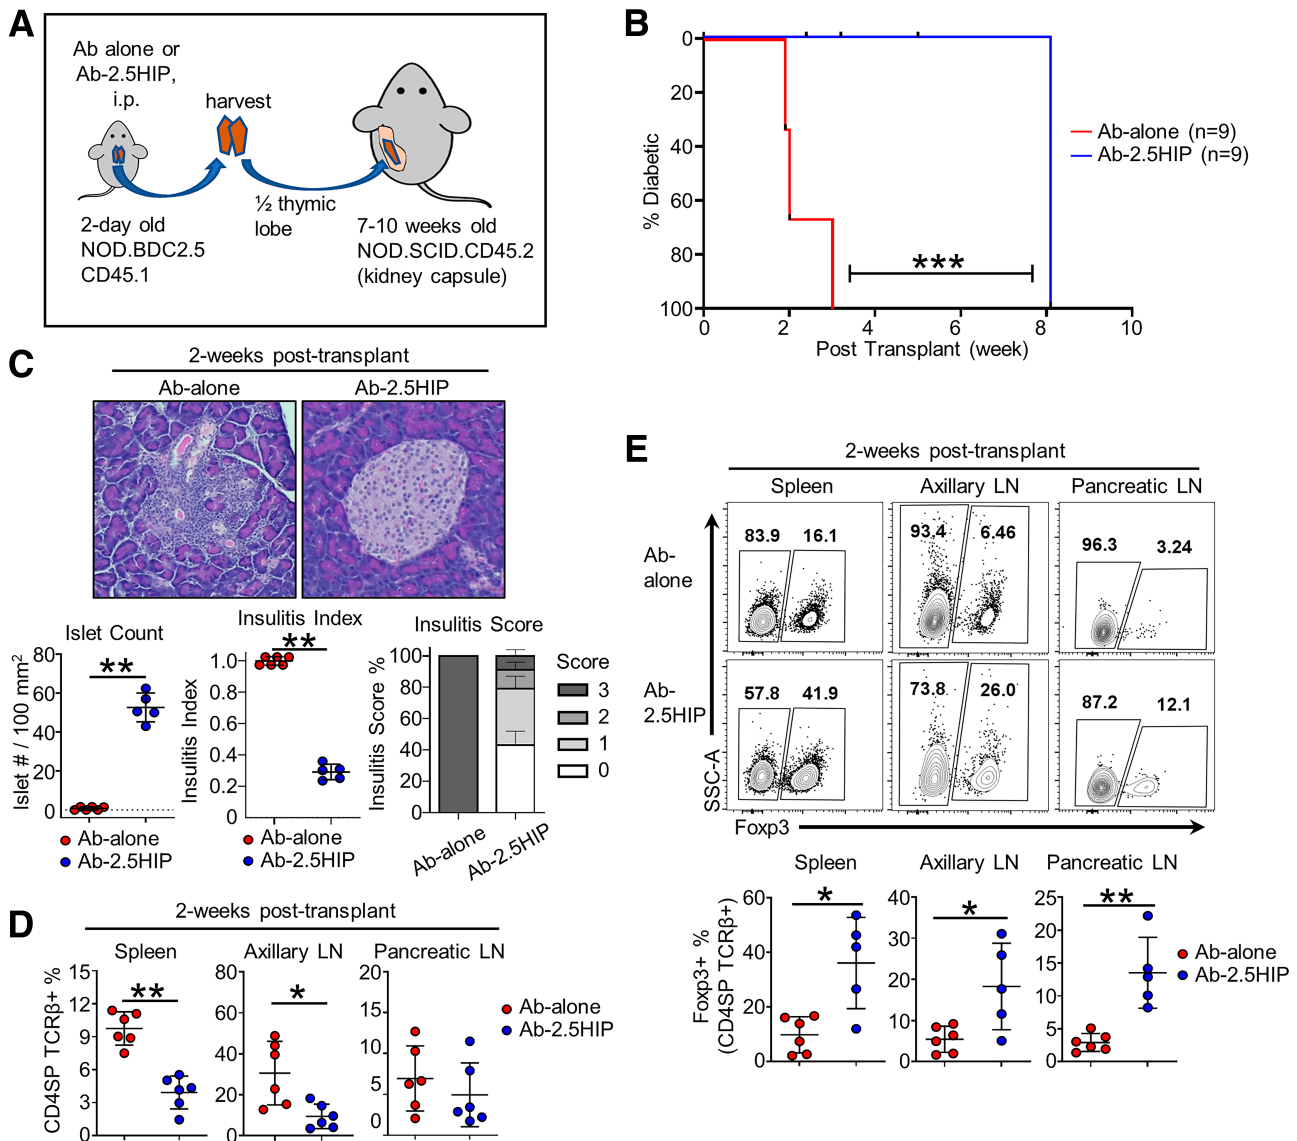 A
Ab alone or
Ab-2.5HIP,
i.p.
harvest
½ thymic
lobe
2-day old
NOD.BDC2.5
CD45.1
7-10 weeks old
NOD.SCID.CD45.2
(kidney capsule)
B
% Diabetic
0
20
40
60
80
100
***
0 2 4 6 8 10
Post Transplant (week)
Ab-alone (n=9)
Ab-2.5HIP (n=9)
C
2-weeks post-transplant
Ab-alone Ab-2.5HIP
Islet Count
Islet # / 100 mm²
80
60
40
20
0
**
Ab-alone
Ab-2.5HIP
Insulitis Index
Insulitis Index
1.0
0.8
0.6
0.4
0.2
0
**
Ab-alone
Ab-2.5HIP
Insulitis Score
Insulitis Score %
100
80
60
40
20
0
Ab-alone
Ab-2.5HIP
Score
3
2
1
0
D
2-weeks post-transplant
Spleen Axillary LN Pancreatic LN
CD4SP TCRβ+ %
15
12
9
6
3
0
**
80
60
40
20
0
*
20
15
10
5
0
Ab-alone
Ab-2.5HIP
E
2-weeks post-transplant
Spleen Axillary LN Pancreatic LN
Ab-
alone
83.9 16.1
93.4 6.46
96.3 3.24
Ab-
2.5HIP
57.8 41.9
73.8 26.0
87.2 12.1
SSC-A
Foxp3
Spleen Axillary LN Pancreatic LN
Foxp3+ %
(CD4SP TCRβ+)
60
40
20
0
*
40
30
20
10
0
*
25
20
15
10
5
0
**
Ab-alone
Ab-2.5HIP